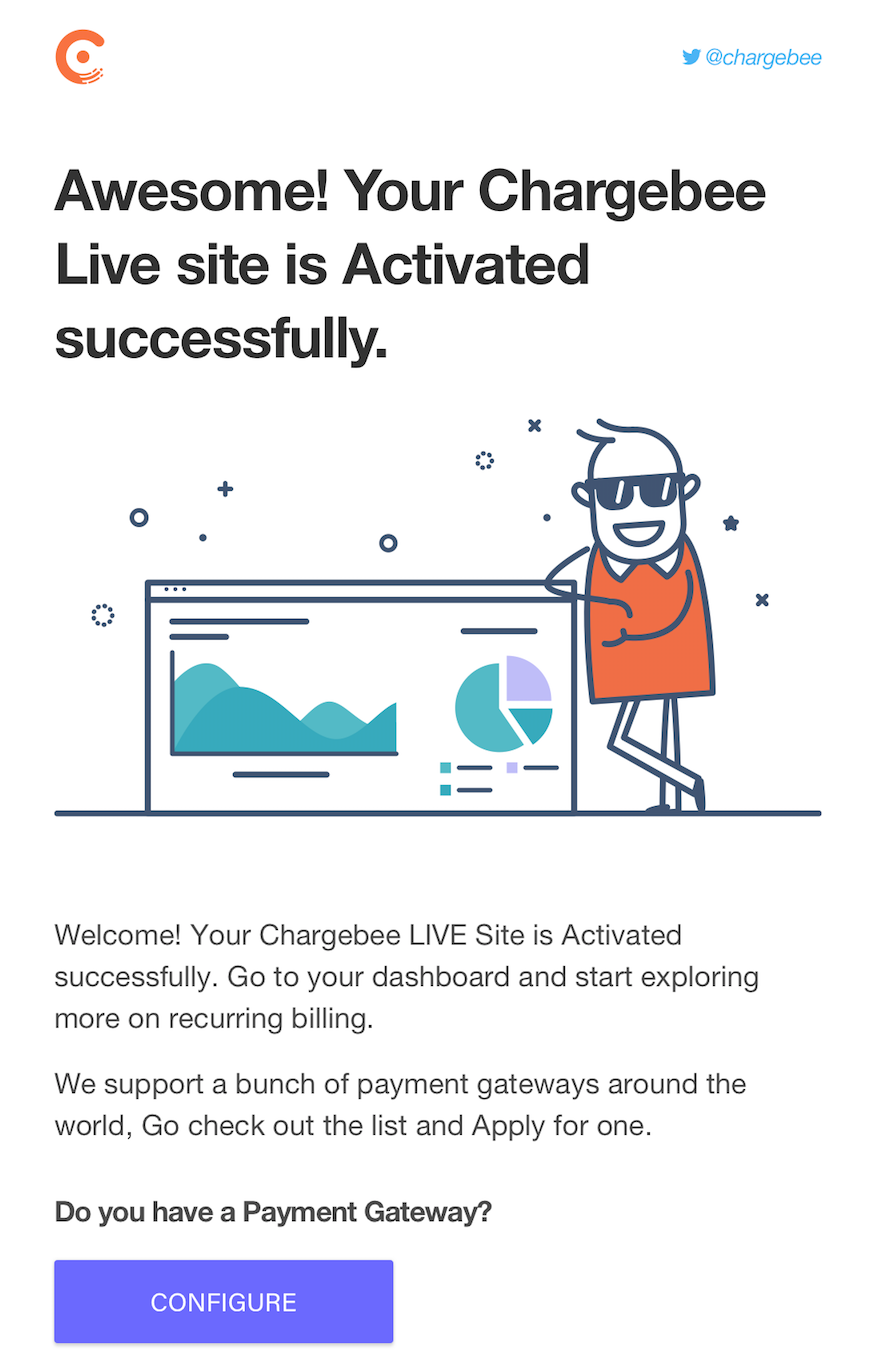 @chargebee
Awesome! Your Chargebee
Live site is Activated
successfully.
Welcome! Your Chargebee LIVE Site is Activated
successfully. Go to your dashboard and start exploring
more on recurring billing.
We support a bunch of payment gateways around the
world, Go check out the list and Apply for one.
Do you have a Payment Gateway?
CONFIGURE